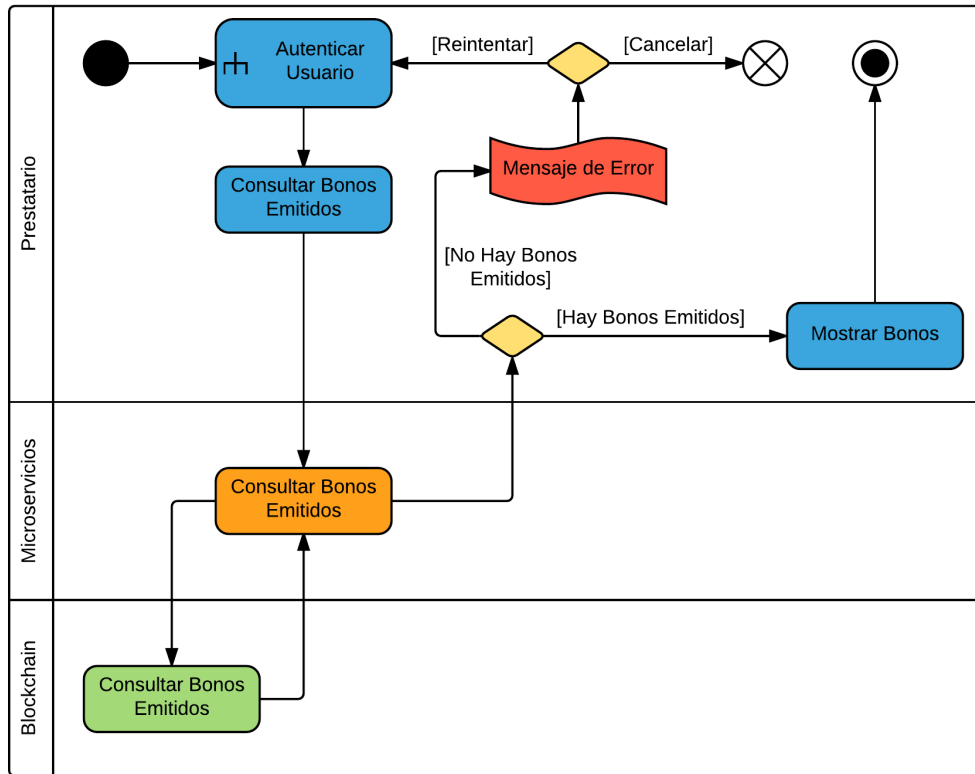 Prestatario
Autenticar
Usuario
[Reintentar]
[Cancelar]
Mensaje de Error
Consultar Bonos
Emitidos
[No Hay Bonos
Emitidos]
[Hay Bonos Emitidos]
Mostrar Bonos
Microservicios
Consultar Bonos
Emitidos
Blockchain
Consultar Bonos
Emitidos